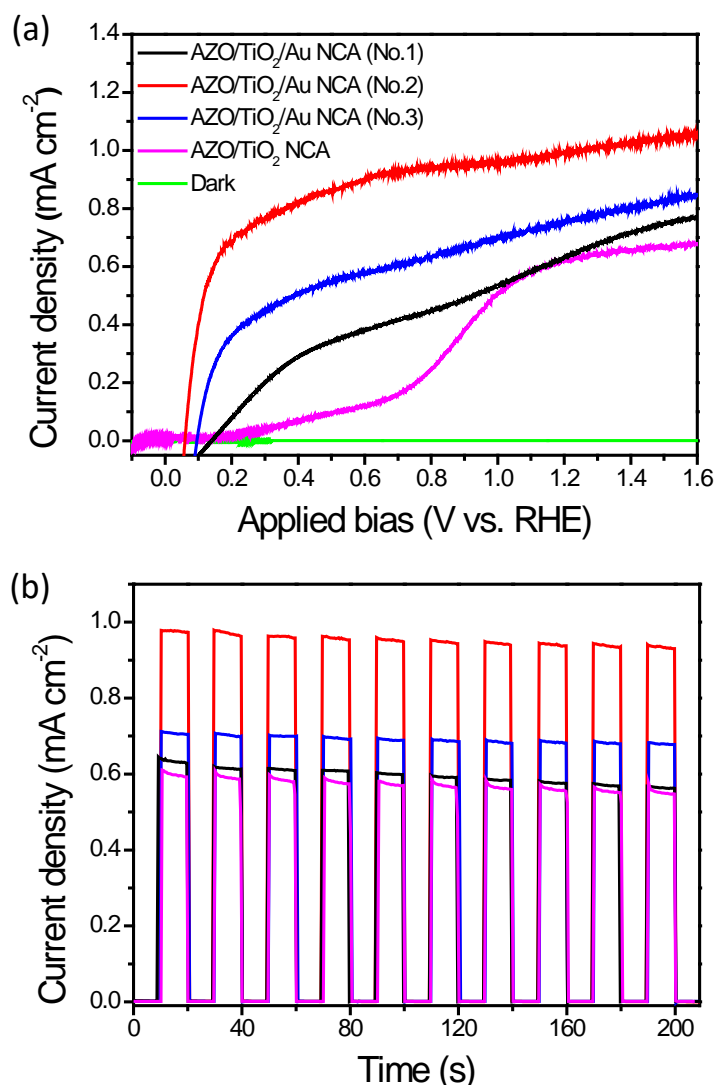 (a)
1.4
1.2
1.0
0.8
0.6
0.4
0.2
0.0
Current density (mA cm⁻²)
AZO/TiO₂/Au NCA (No.1)
AZO/TiO₂/Au NCA (No.2)
AZO/TiO₂/Au NCA (No.3)
AZO/TiO₂ NCA
Dark
0.0 0.2 0.4 0.6 0.8 1.0 1.2 1.4 1.6
Applied bias (V vs. RHE)
(b)
1.0
0.8
0.6
0.4
0.2
0.0
Current density (mA cm⁻²)
0 40 80 120 160 200
Time (s)